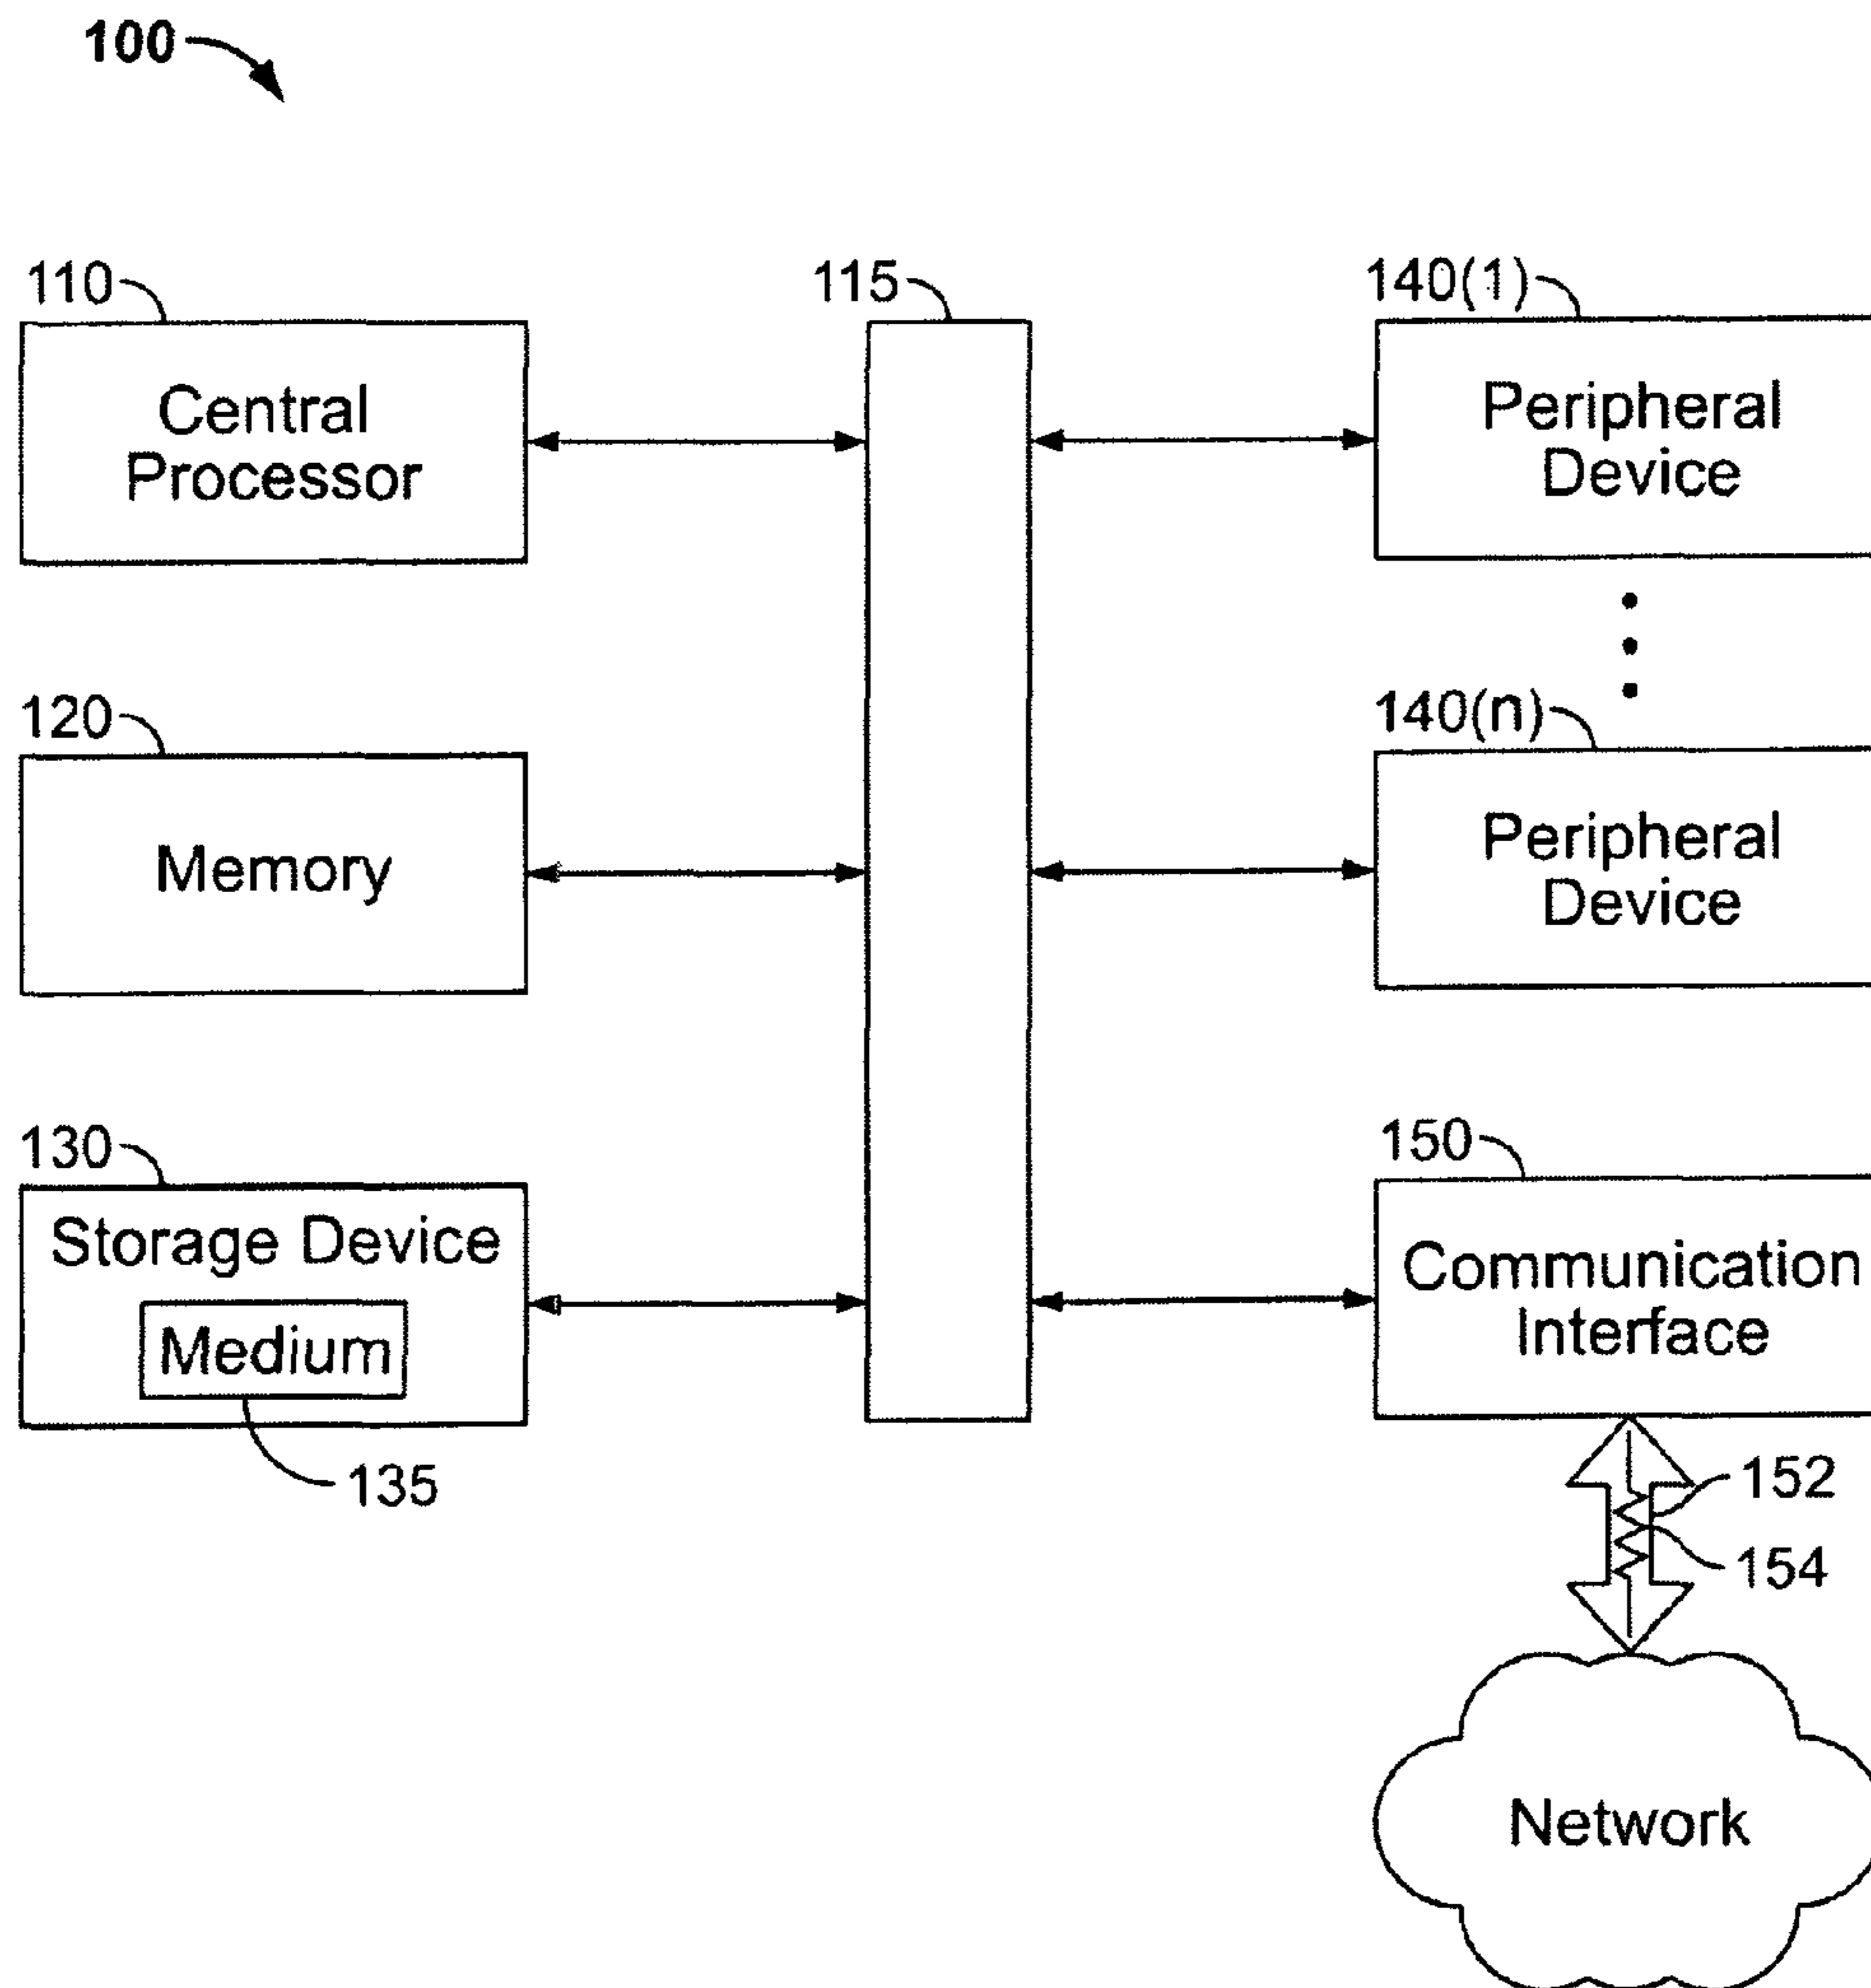 100
110
Central
Processor
115
140(1)
Peripheral
Device
120
Memory
140(n)
Peripheral
Device
130
Storage Device
Medium
135
150
Communication
Interface
152
154
Network